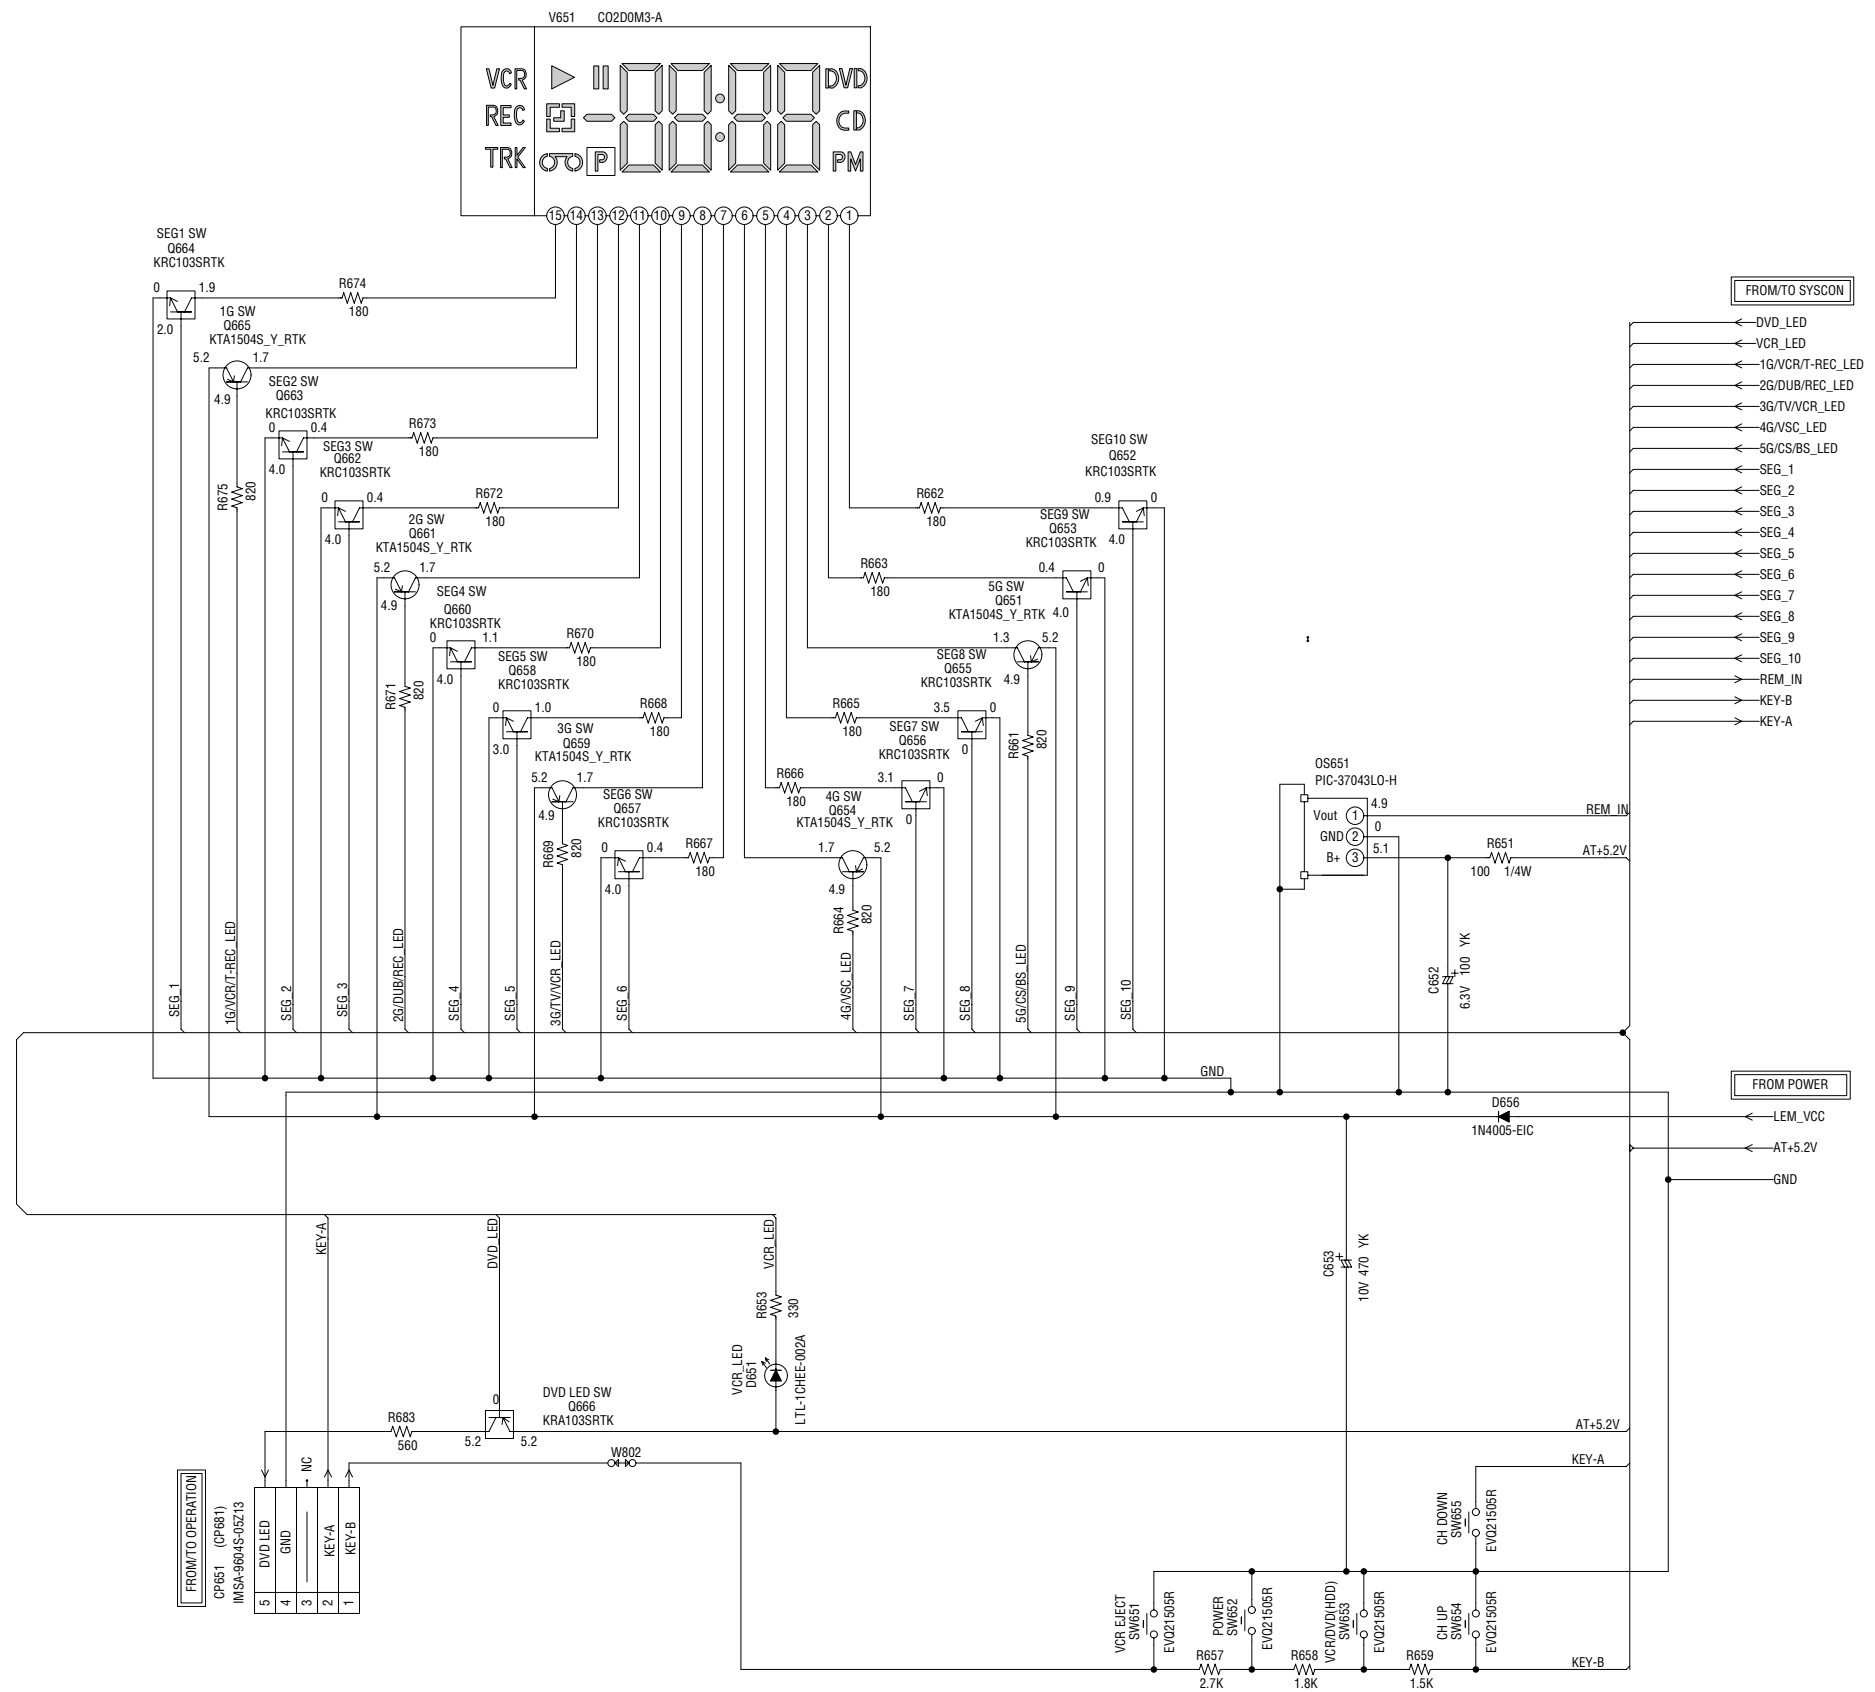 V651 CO2D0M3-A
VCR DVD
REC CD
TRK P PM
15 14 13 12 11 10 9 8 7 6 5 4 3 2 1
SEG1 SW
Q664
KRC103SRTK
0 1.9
2.0
R674
180
1G SW
Q665
KTA1504S_Y_RTK
5.2 1.7
4.9
R675
820
SEG2 SW
Q663
KRC103SRTK
0 0.4
4.0
R673
180
SEG3 SW
Q662
KRC103SRTK
0 0.4
4.0
R672
180
2G SW
Q661
KTA1504S_Y_RTK
5.2 1.7
4.9
R671
820
SEG4 SW
Q660
KRC103SRTK
0 1.1
4.0
R670
180
SEG5 SW
Q658
KRC103SRTK
0 1.0
3.0
R668
180
3G SW
Q659
KTA1504S_Y_RTK
5.2 1.7
4.9
R669
820
SEG6 SW
Q657
KRC103SRTK
0 0.4
4.0
R667
180
SEG10 SW
Q652
KRC103SRTK
0.9 0
4.0
R662
180
SEG9 SW
Q653
KRC103SRTK
0.4 0
4.0
R663
180
5G SW
Q651
KTA1504S_Y_RTK
1.3 5.2
4.9
R661
820
SEG8 SW
Q655
KRC103SRTK
3.5 0
0
R665
180
SEG7 SW
Q656
KRC103SRTK
3.1 0
0
R666
180
4G SW
Q654
KTA1504S_Y_RTK
1.7 5.2
4.9
R664
820
SEG_1
1G/VCR/T-REC_LED
SEG_2
SEG_3
2G/DUB/REC_LED
SEG_4
SEG_5
3G/TV/VCR_LED
SEG_6
4G/VSC_LED
SEG_7
SEG_8
5G/CS/BS_LED
SEG_9
SEG_10
FROM/TO SYSCON
DVD_LED
VCR_LED
1G/VCR/T-REC_LED
2G/DUB/REC_LED
3G/TV/VCR_LED
4G/VSC_LED
5G/CS/BS_LED
SEG_1
SEG_2
SEG_3
SEG_4
SEG_5
SEG_6
SEG_7
SEG_8
SEG_9
SEG_10
REM_IN
KEY-B
KEY-A
OS651
PIC-37043LO-H
Vout 1 4.9
GND 2 0
B+ 3 5.1
REM_IN
R651
100 1/4W
AT+5.2V
C652
6.3V 100 YK
+
GND
FROM POWER
D656
1N4005-EIC
LEM_VCC
AT+5.2V
GND
C653
+
10V 470 YK
KEY-A
DVD_LED
VCR_LED
R653
330
VCR_LED
D651
LTL-1CHEE-002A
DVD LED SW
Q666
KRA103SRTK
0
5.2 5.2
R683
560
AT+5.2V
W802
NC
FROM/TO OPERATION
CP651 (CP681)
IMSA-9604S-05Z13
5 DVD LED
4 GND
3
2 KEY-A
1 KEY-B
KEY-A
CH DOWN
SW655
EVQ21505R
VCR EJECT
SW651
EVQ21505R
POWER
SW652
EVQ21505R
VCR/DVD(HDD)
SW653
EVQ21505R
CH UP
SW654
EVQ21505R
R657
2.7K
R658
1.8K
R659
1.5K
KEY-B